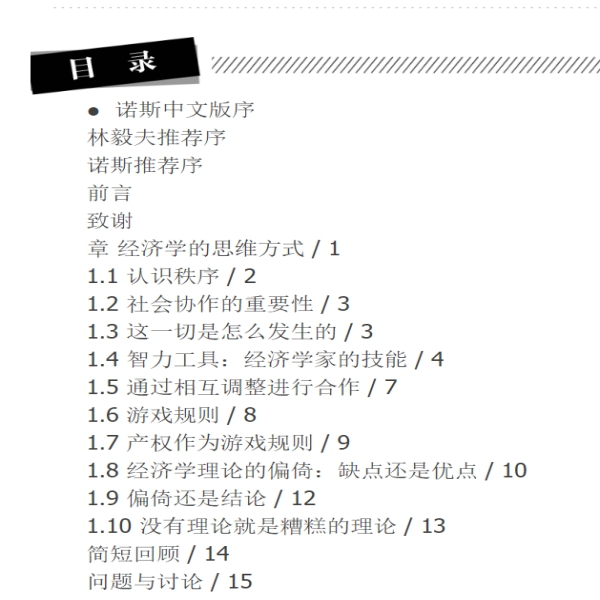 目 录
● 诺斯中文版序
林毅夫推荐序
诺斯推荐序
前言
致谢
章 经济学的思维方式 / 1
1.1 认识秩序 / 2
1.2 社会协作的重要性 / 3
1.3 这一切是怎么发生的 / 3
1.4 智力工具：经济学家的技能 / 4
1.5 通过相互调整进行合作 / 7
1.6 游戏规则 / 8
1.7 产权作为游戏规则 / 9
1.8 经济学理论的偏倚：缺点还是优点 / 10
1.9 偏倚还是结论 / 12
1.10 没有理论就是糟糕的理论 / 13
简短回顾 / 14
问题与讨论 / 15